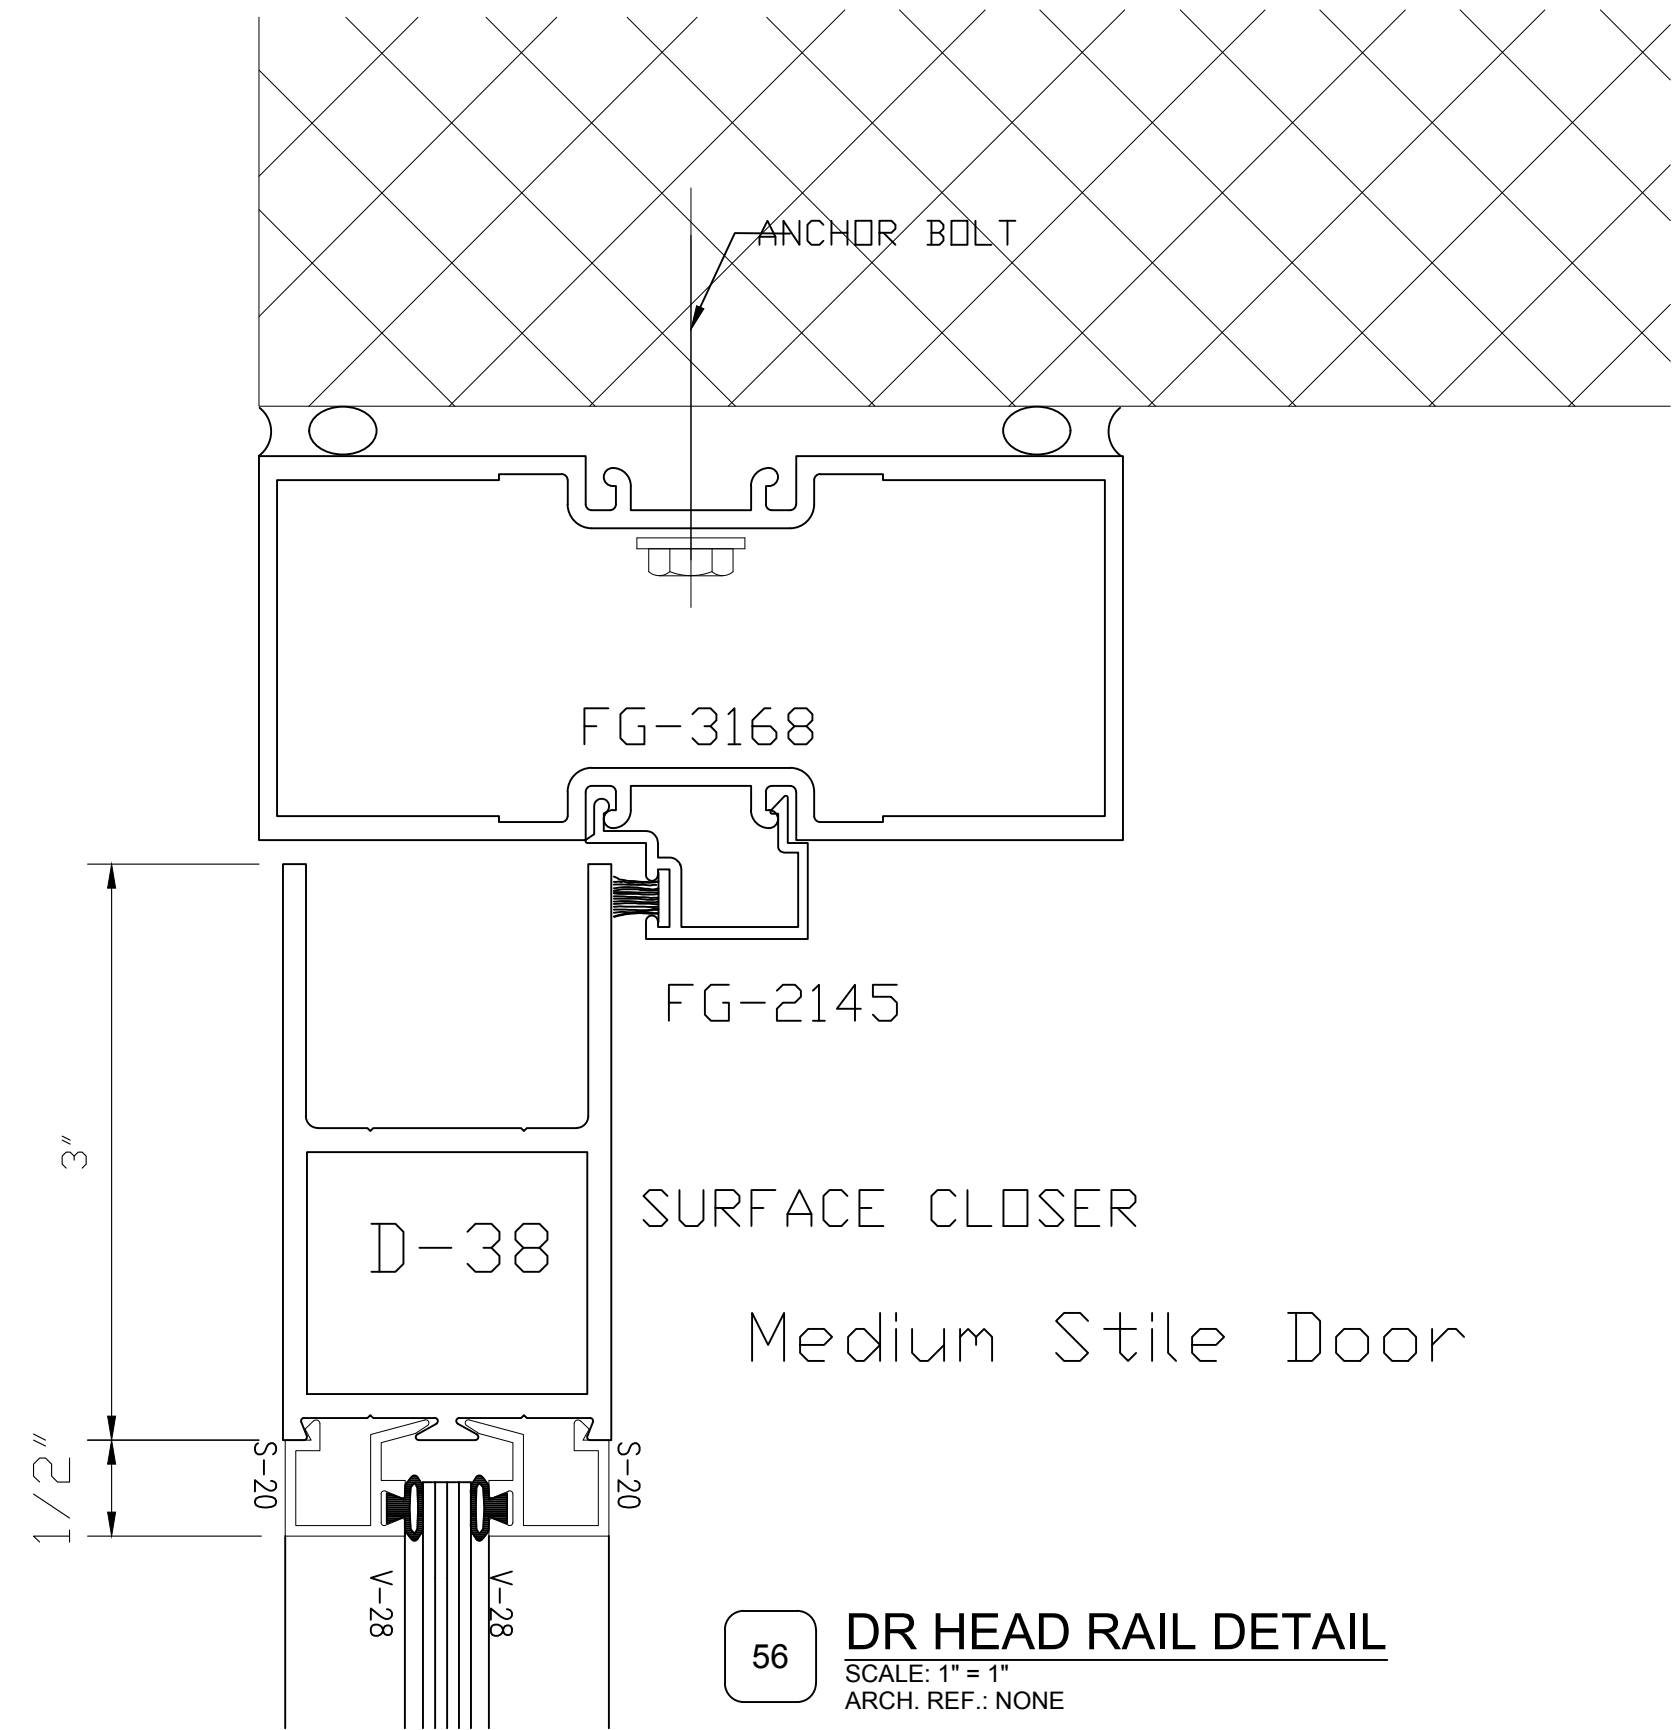 ANCHOR BOLT
FG-3168
FG-2145
3"
SURFACE CLOSER
D-38
Medium Stile Door
1/2"
S-20
S-20
V-28
V-28
56
DR HEAD RAIL DETAIL
SCALE: 1" = 1"
ARCH. REF.: NONE